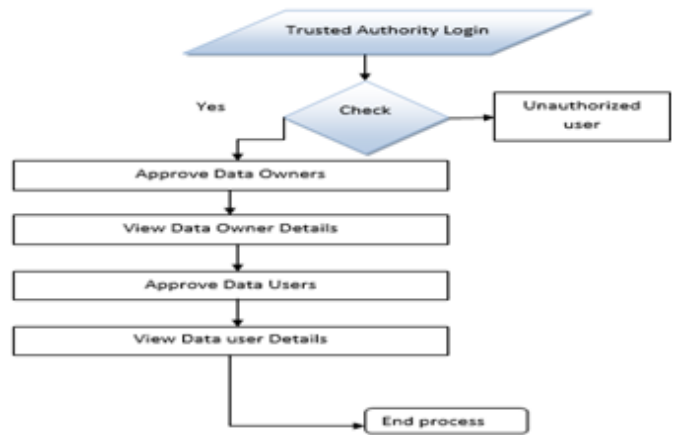 Trusted Authority Login
Yes
Check
Unauthorized
user
Approve Data Owners
View Data Owner Details
Approve Data Users
View Data user Details
End process